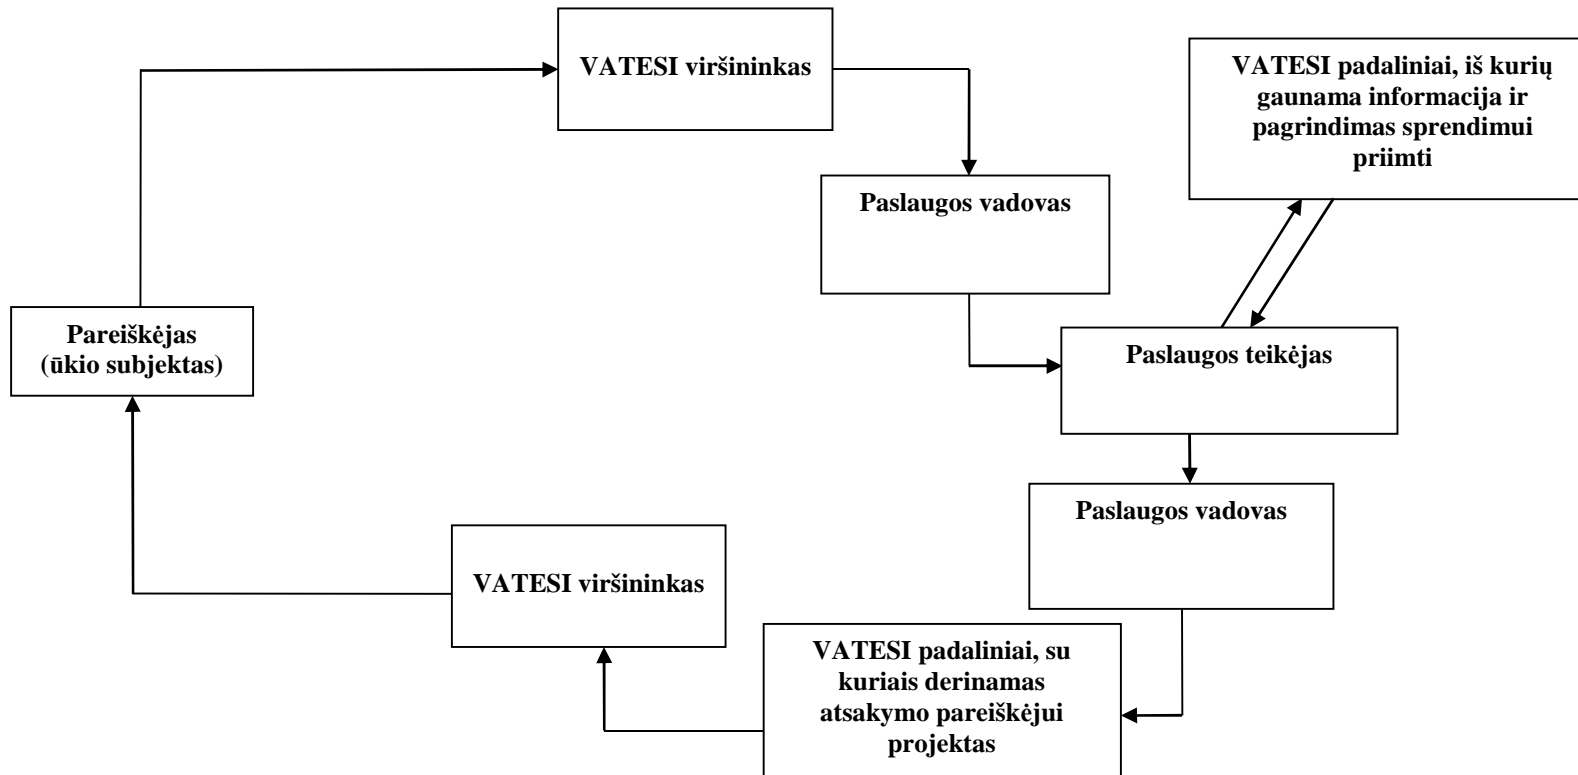 VATESI viršininkas
VATESI padaliniai, iš kurių
gaunama informacija ir
pagrindimas sprendimui
priimti
Paslaugos vadovas
Pareiškėjas
(ūkio subjektas)
Paslaugos teikėjas
Paslaugos vadovas
VATESI viršininkas
VATESI padaliniai, su
kuriais derinamas
atsakymo pareiškėjui
projektas